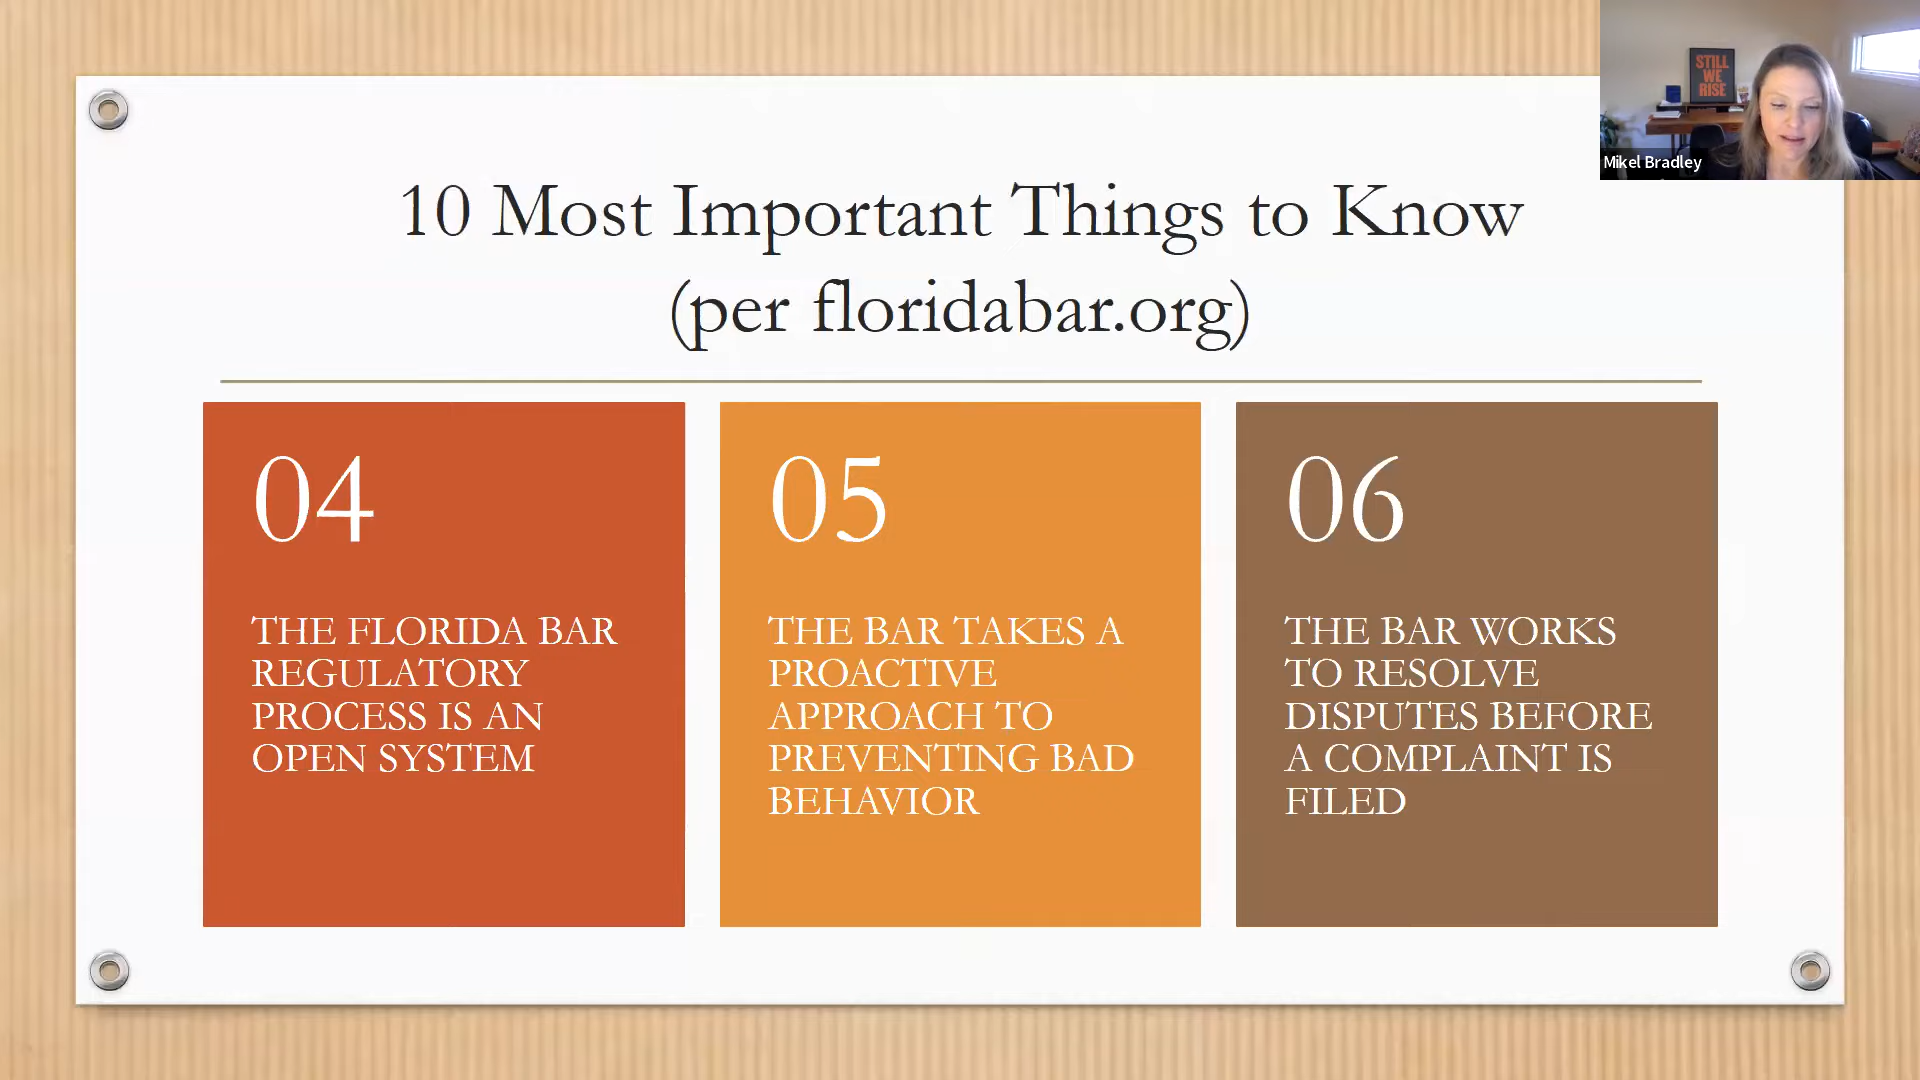 10 Most Important Things to Know
(per floridabar.org)
STILL
WE
RISE
Mikel Bradley
04
THE FLORIDA BAR
REGULATORY
PROCESS IS AN
OPEN SYSTEM
05
THE BAR TAKES A
PROACTIVE
APPROACH TO
PREVENTING BAD
BEHAVIOR
06
THE BAR WORKS
TO RESOLVE
DISPUTES BEFORE
A COMPLAINT IS
FILED